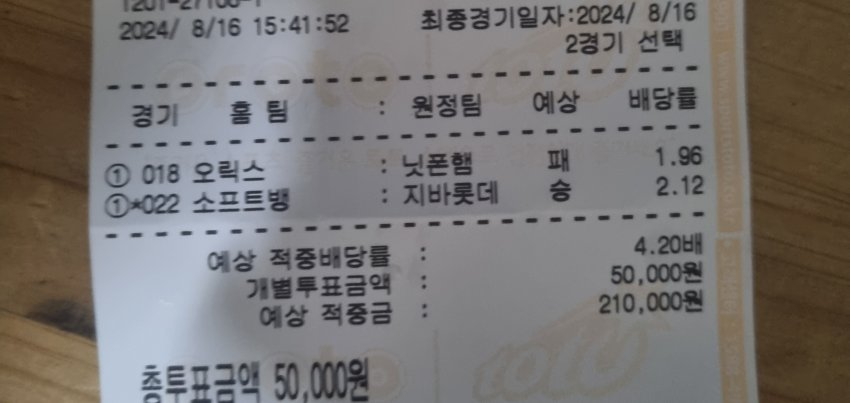 2024/ 8/16 15:41:52 최종경기일자:2024/ 8/16
2경기 선택
경기 홈 팀 : 원정팀 예상 배당률
① 018 오릭스 : 닛폰햄 패 1.96
①*022 소프트뱅 : 지바롯데 승 2.12
예상 적중배당률 : 4.20배
개별투표금액 : 50,000원
예상 적중금 : 210,000원
총투표금액 50,000원